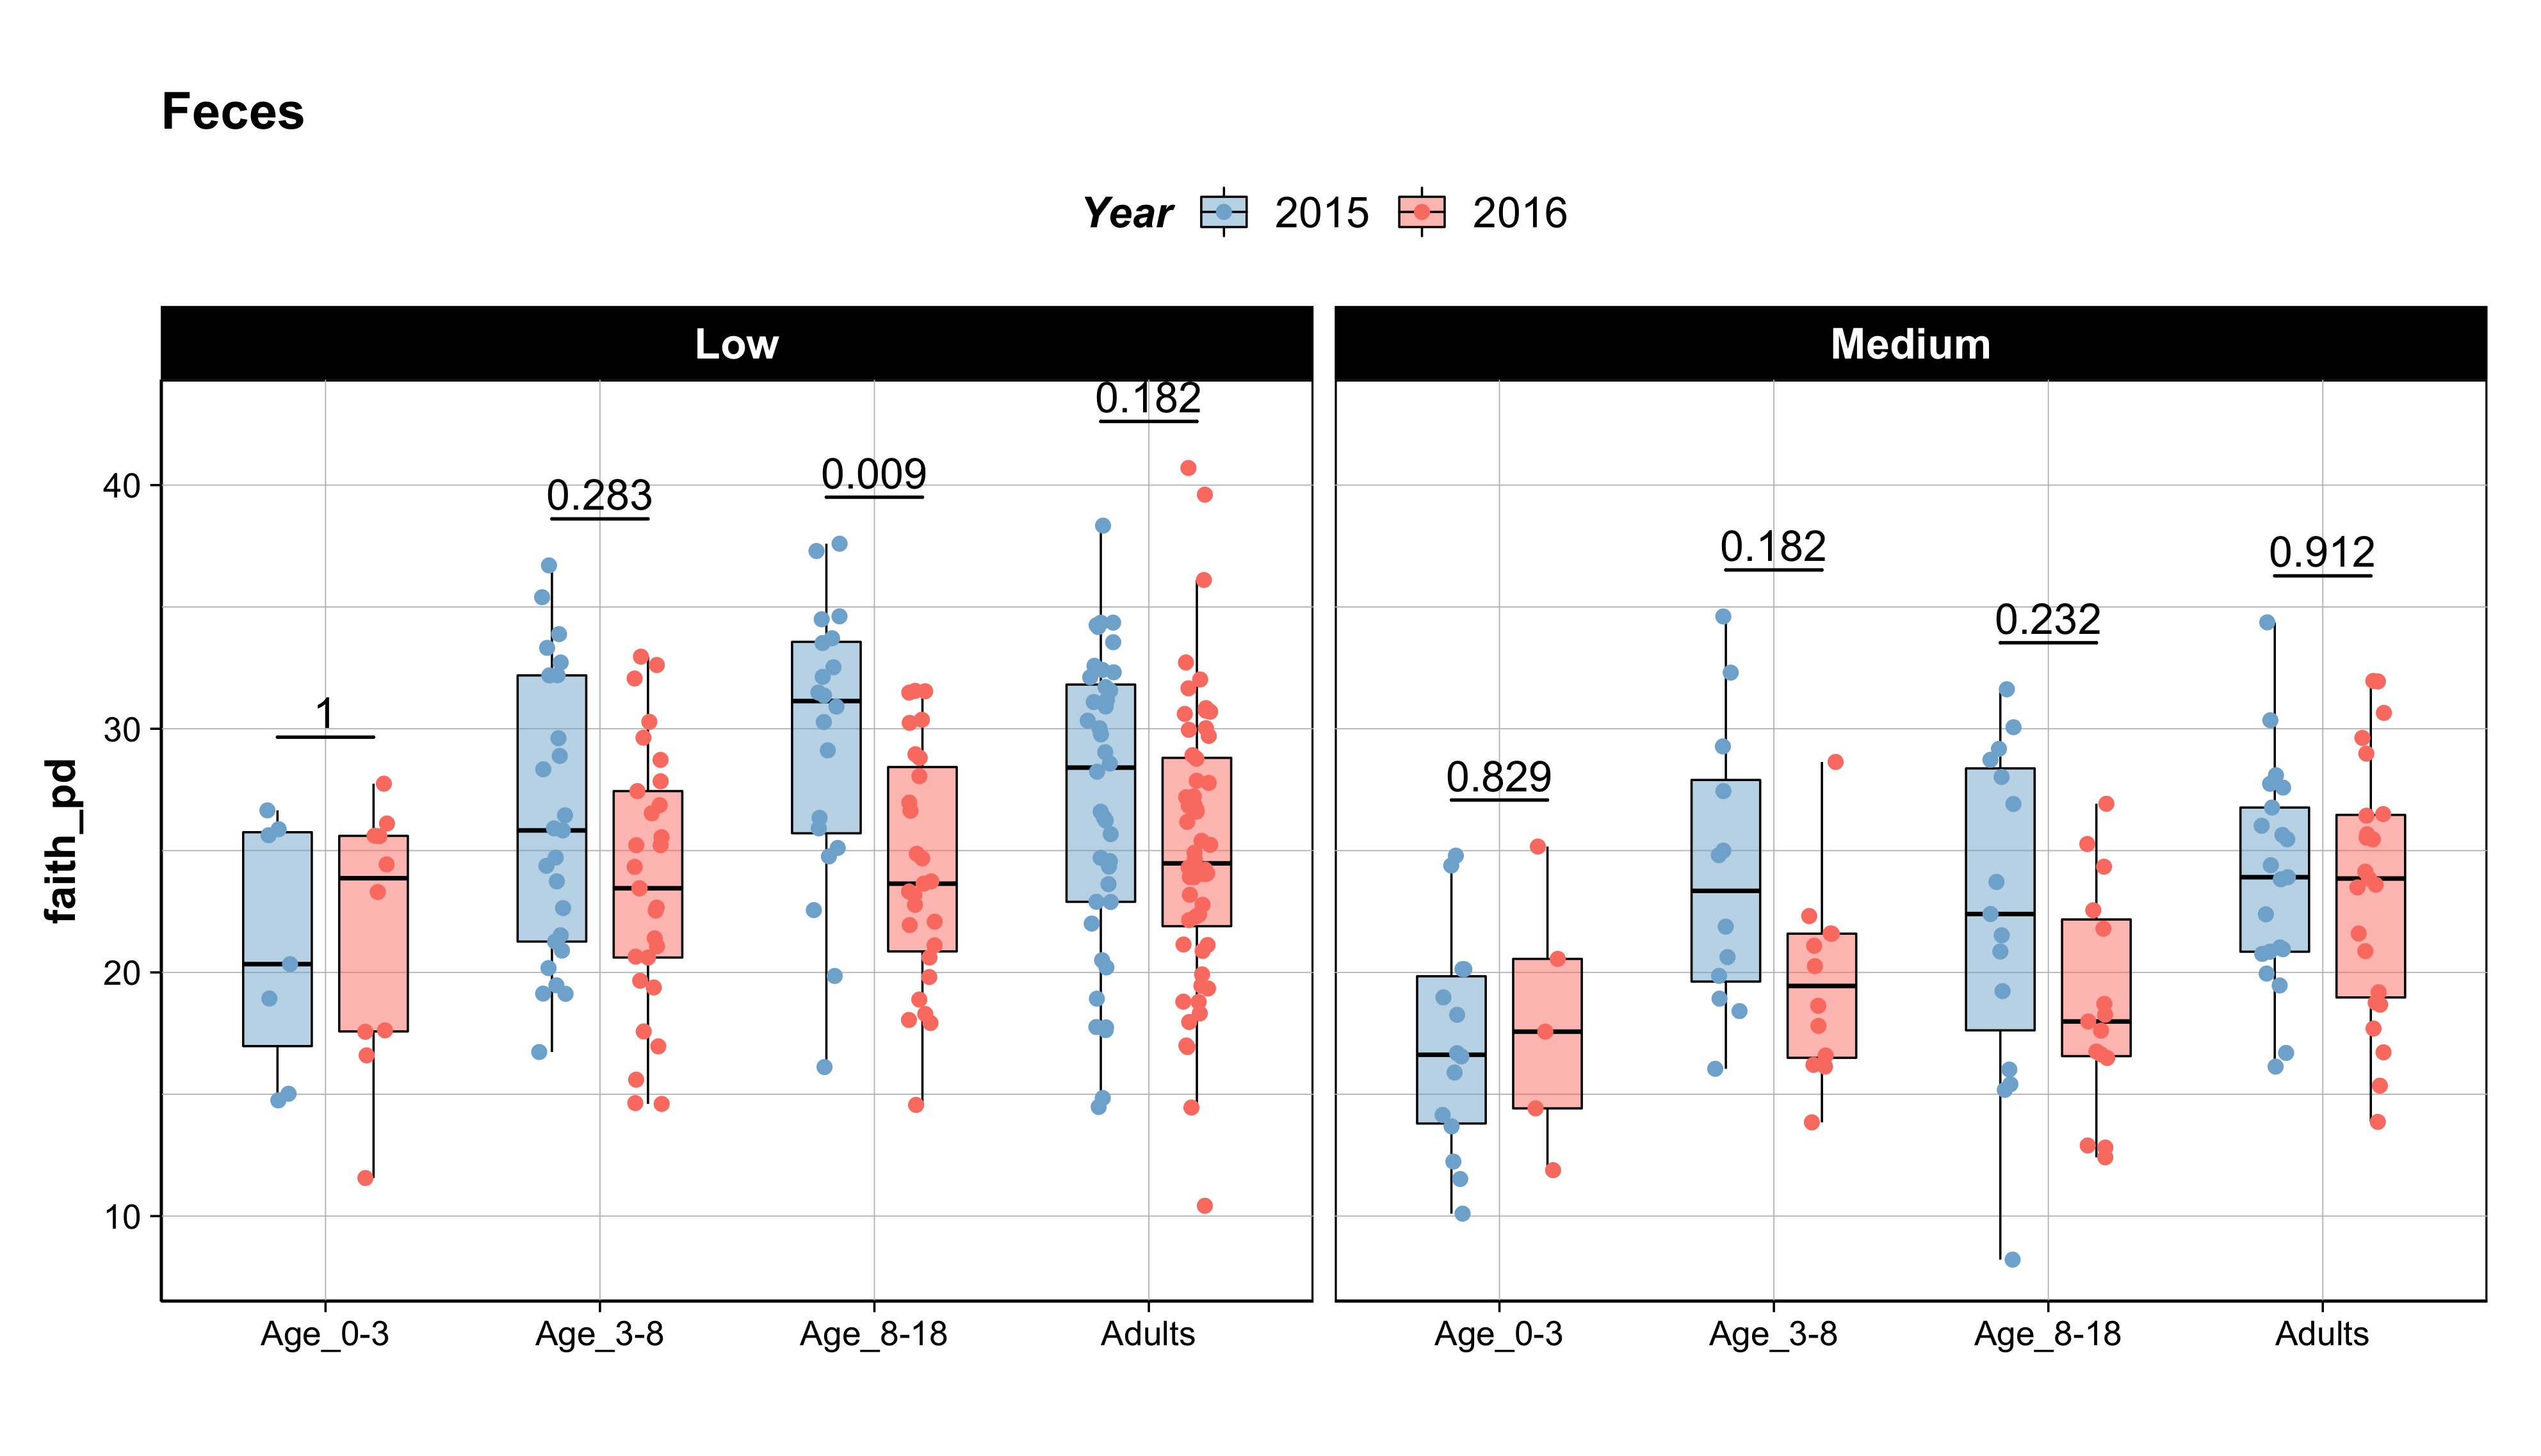 Feces
Year 2015 2016
Low Medium
0.182
0.009
0.283
0.182
0.912
0.232
1
0.829
40
30
20
10
faith_pd
Age_0-3 Age_3-8 Age_8-18 Adults Age_0-3 Age_3-8 Age_8-18 Adults